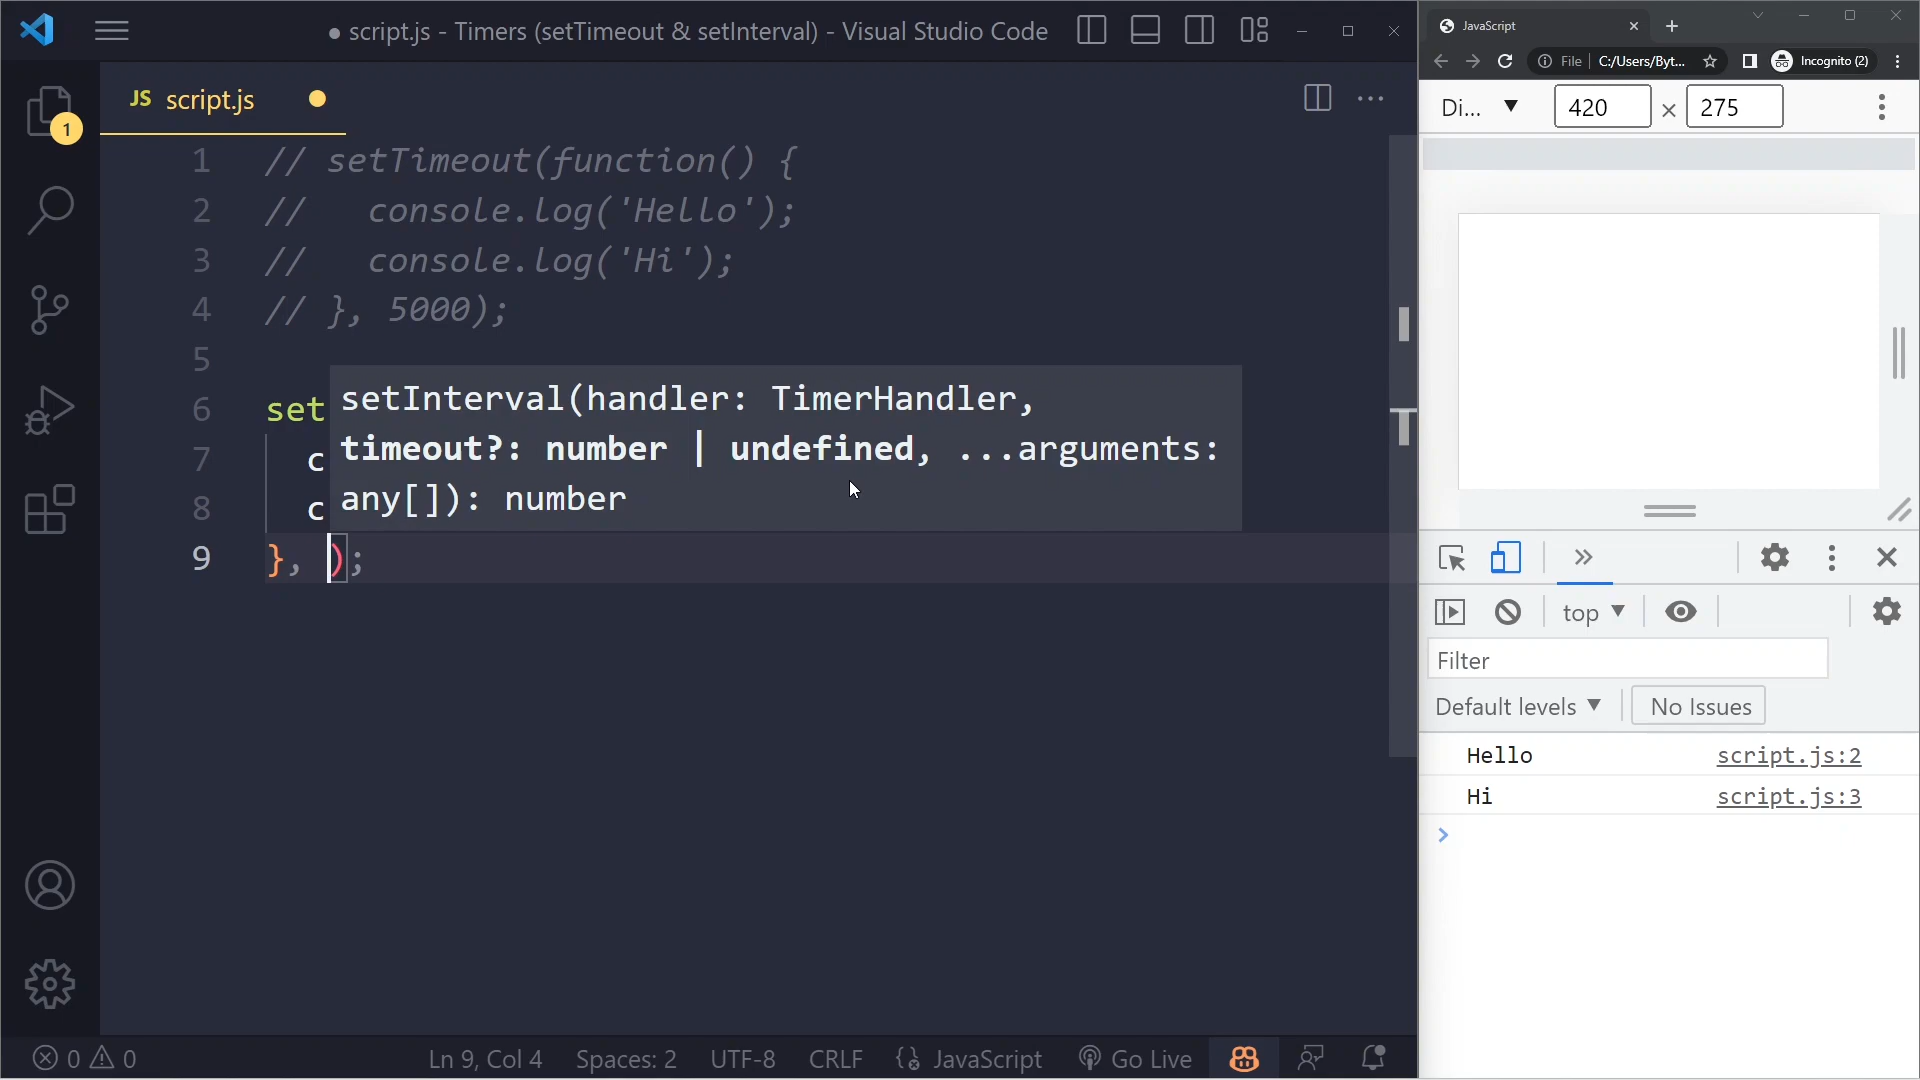 script.js - Timers (setTimeout & setInterval) - Visual Studio Code
JS script.js
1
1 // setTimeout(function() {
2 //   console.log('Hello');
3 //   console.log('Hi');
4 // }, 5000);
5
6 set
7   c
8   c
9 }, );
setInterval(handler: TimerHandler,
timeout?: number | undefined, ...arguments:
any[]): number
0 0
Ln 9, Col 4 Spaces: 2 UTF-8 CRLF JavaScript Go Live
JavaScript
File C:/Users/Byt... Incognito (2)
Di... 420 × 275
top
Filter
Default levels No Issues
Hello script.js:2
Hi script.js:3